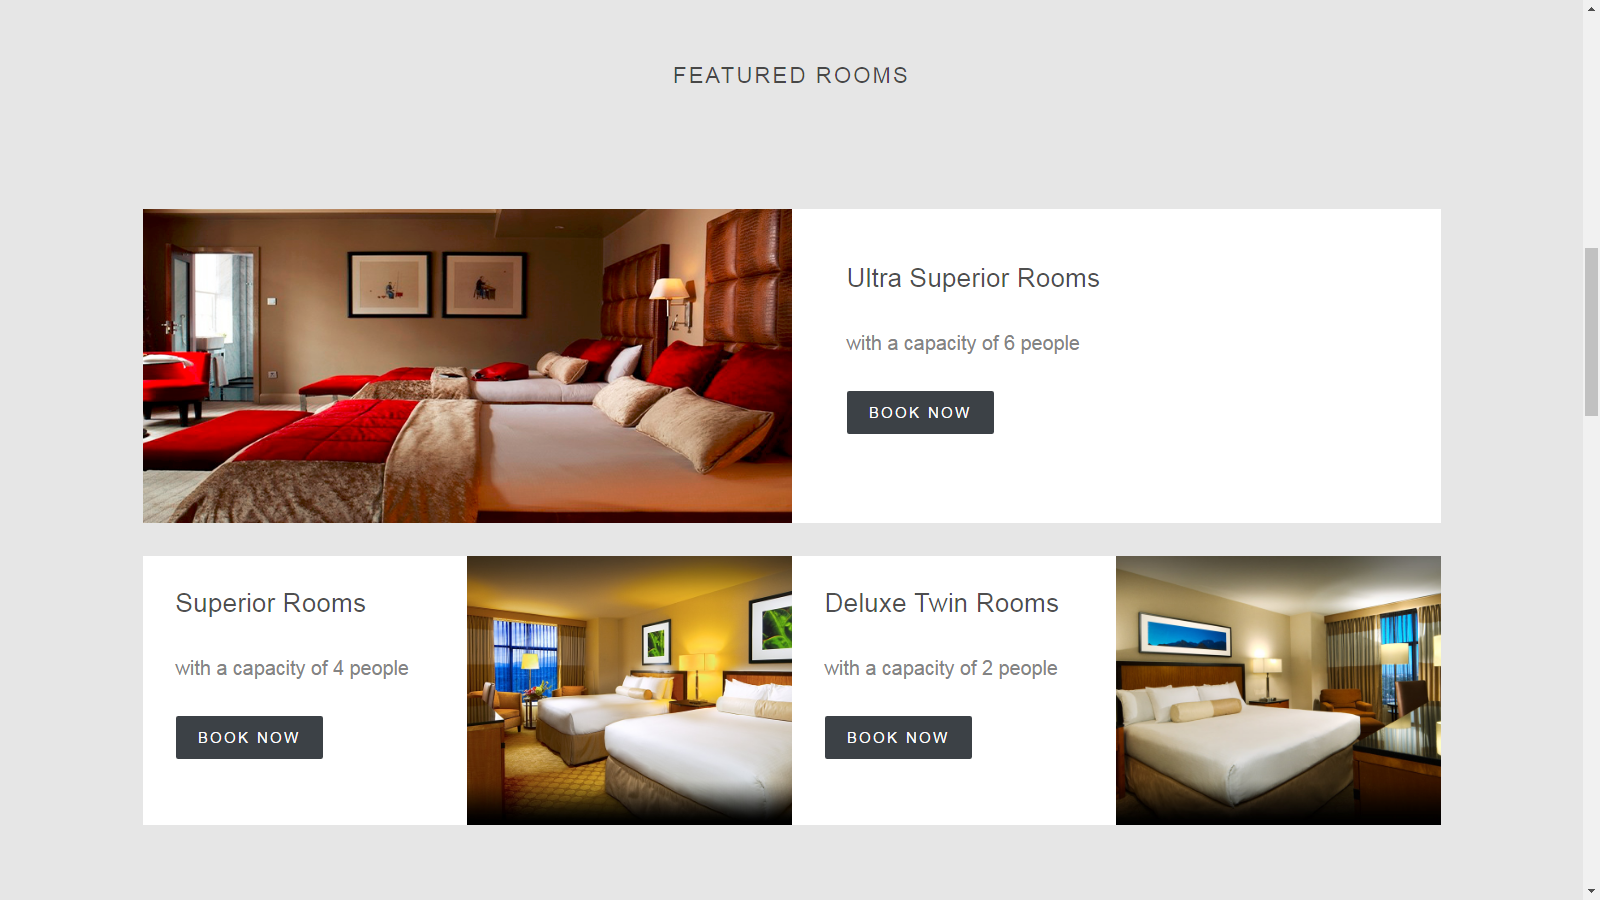 FEATURED ROOMS
Ultra Superior Rooms
with a capacity of 6 people
BOOK NOW
Superior Rooms
with a capacity of 4 people
BOOK NOW
Deluxe Twin Rooms
with a capacity of 2 people
BOOK NOW